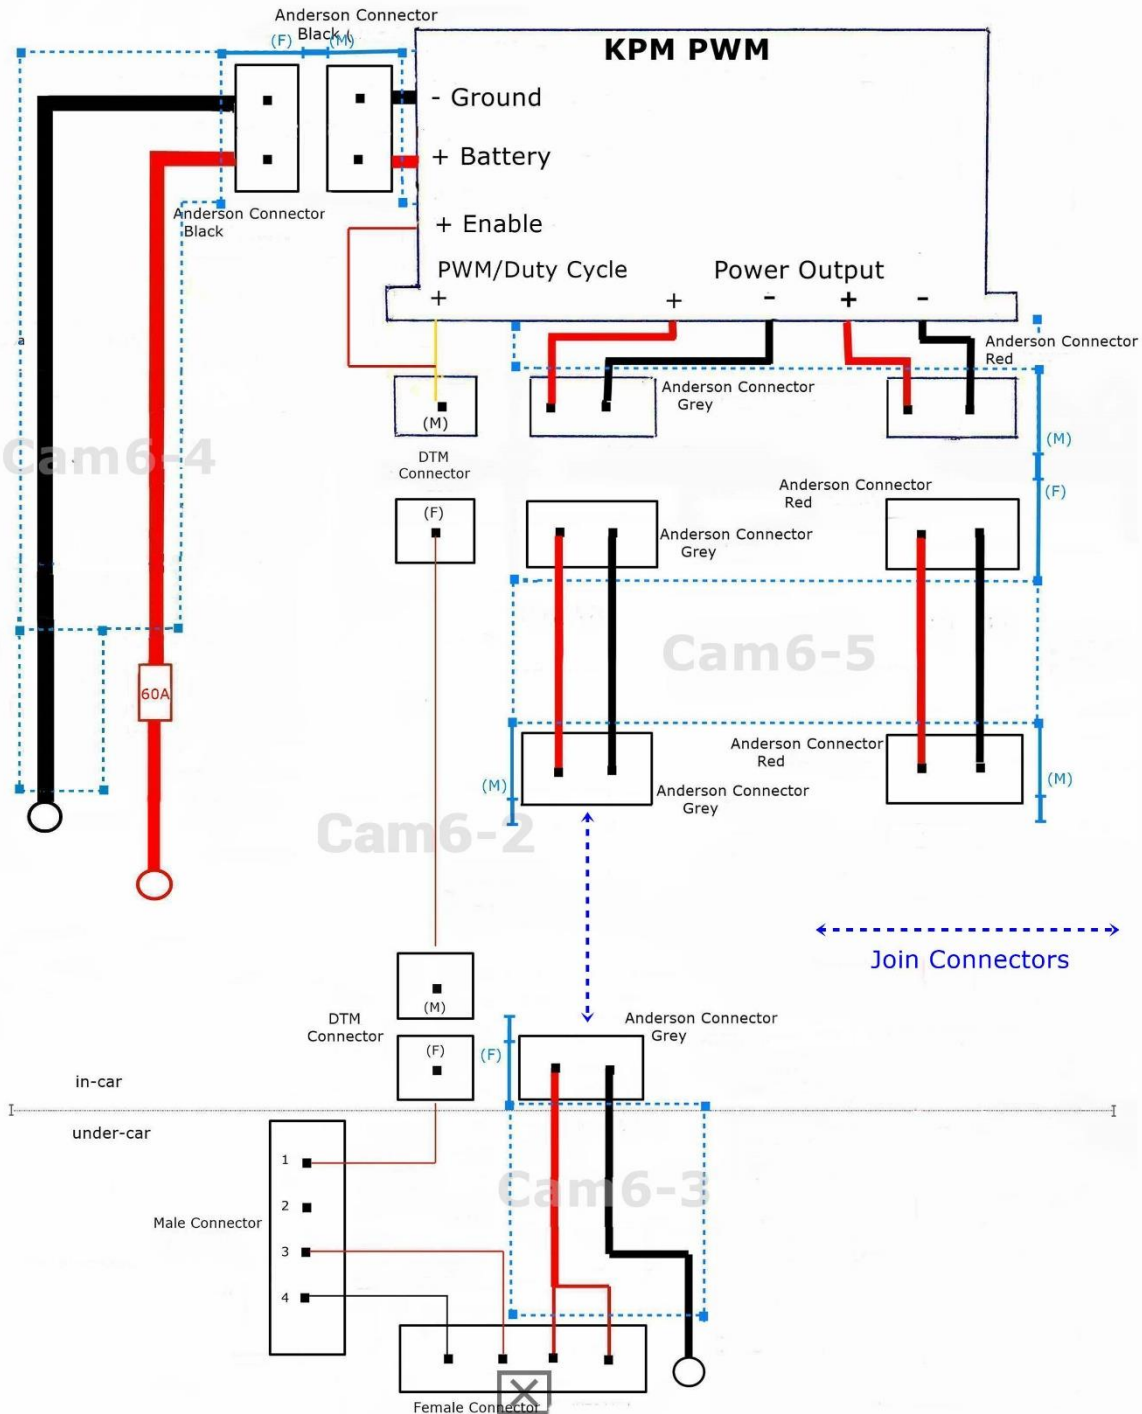 Anderson Connector
Black (
(F)
(M)
KPM PWM
- Ground
+ Battery
+ Enable
PWM/Duty Cycle
Power Output
+
+
-
+
-
Anderson Connector
Black
a
Anderson Connector
Red
Anderson Connector
Grey
(M)
(M)
DTM
Connector
Cam6-4
(F)
Anderson Connector
Red
(F)
Anderson Connector
Grey
Cam6-5
60A
Anderson Connector
Red
(M)
(M)
Anderson Connector
Grey
Cam6-2
Join Connectors
(M)
DTM
Connector
Anderson Connector
Grey
(F)
(F)
in-car
under-car
1
2
Male Connector
3
4
Cam6-3
Female Connector